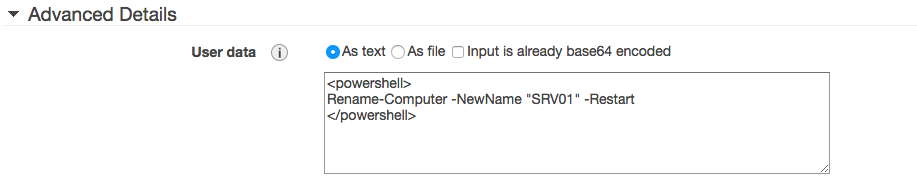 Advanced Details
User data i As text As file Input is already base64 encoded
<powershell>
Rename-Computer -NewName "SRV01" -Restart
</powershell>